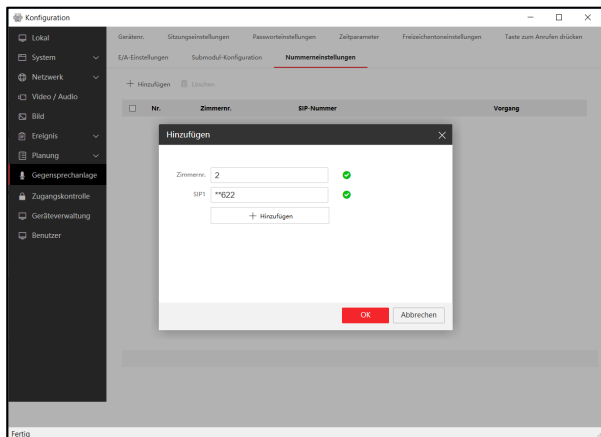 Konfiguration
Lokal
System
Netzwerk
Video / Audio
Bild
Ereignis
Planung
Gegensprechanlage
Zugangskontrolle
Geräteverwaltung
Benutzer
Gerätenr. Sitzungseinstellungen Passworteinstellungen Zeitparameter Freizeichentoneinstellungen Taste zum Anrufen drücken
E/A-Einstellungen Submodul-Konfiguration Nummerneinstellungen
+ Hinzufügen Löschen
Nr. Zimmernr. SIP-Nummer Vorgang
Hinzufügen
Zimmernr. 2
SIP1 **622
+ Hinzufügen
OK Abbrechen
Fertig